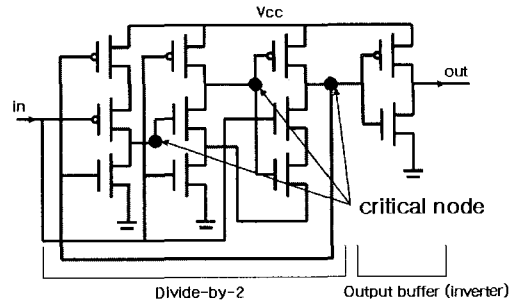 Vcc
out
in
critical node
Divide-by-2
Output buffer (inverter)